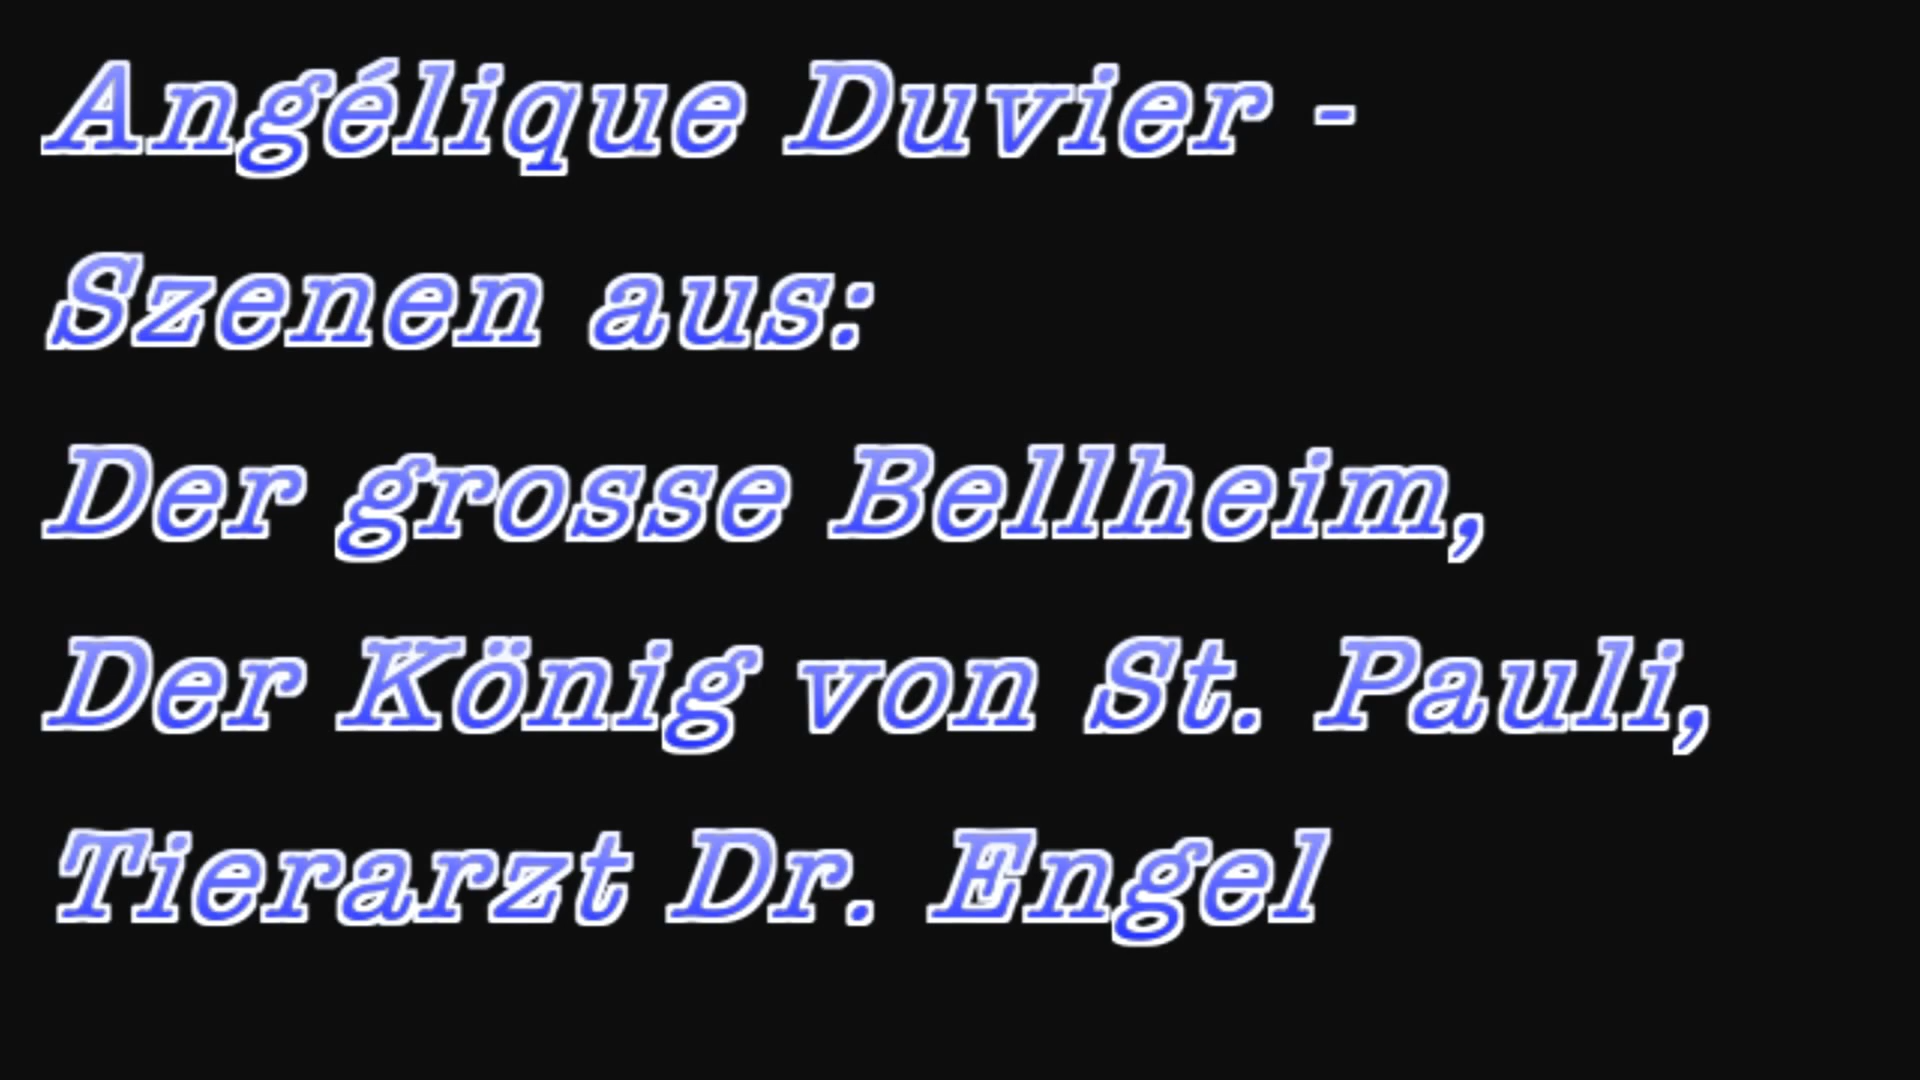 Angélique Duvier -
Szenen aus:
Der grosse Bellheim,
Der König von St. Pauli,
Tierarzt Dr. Engel